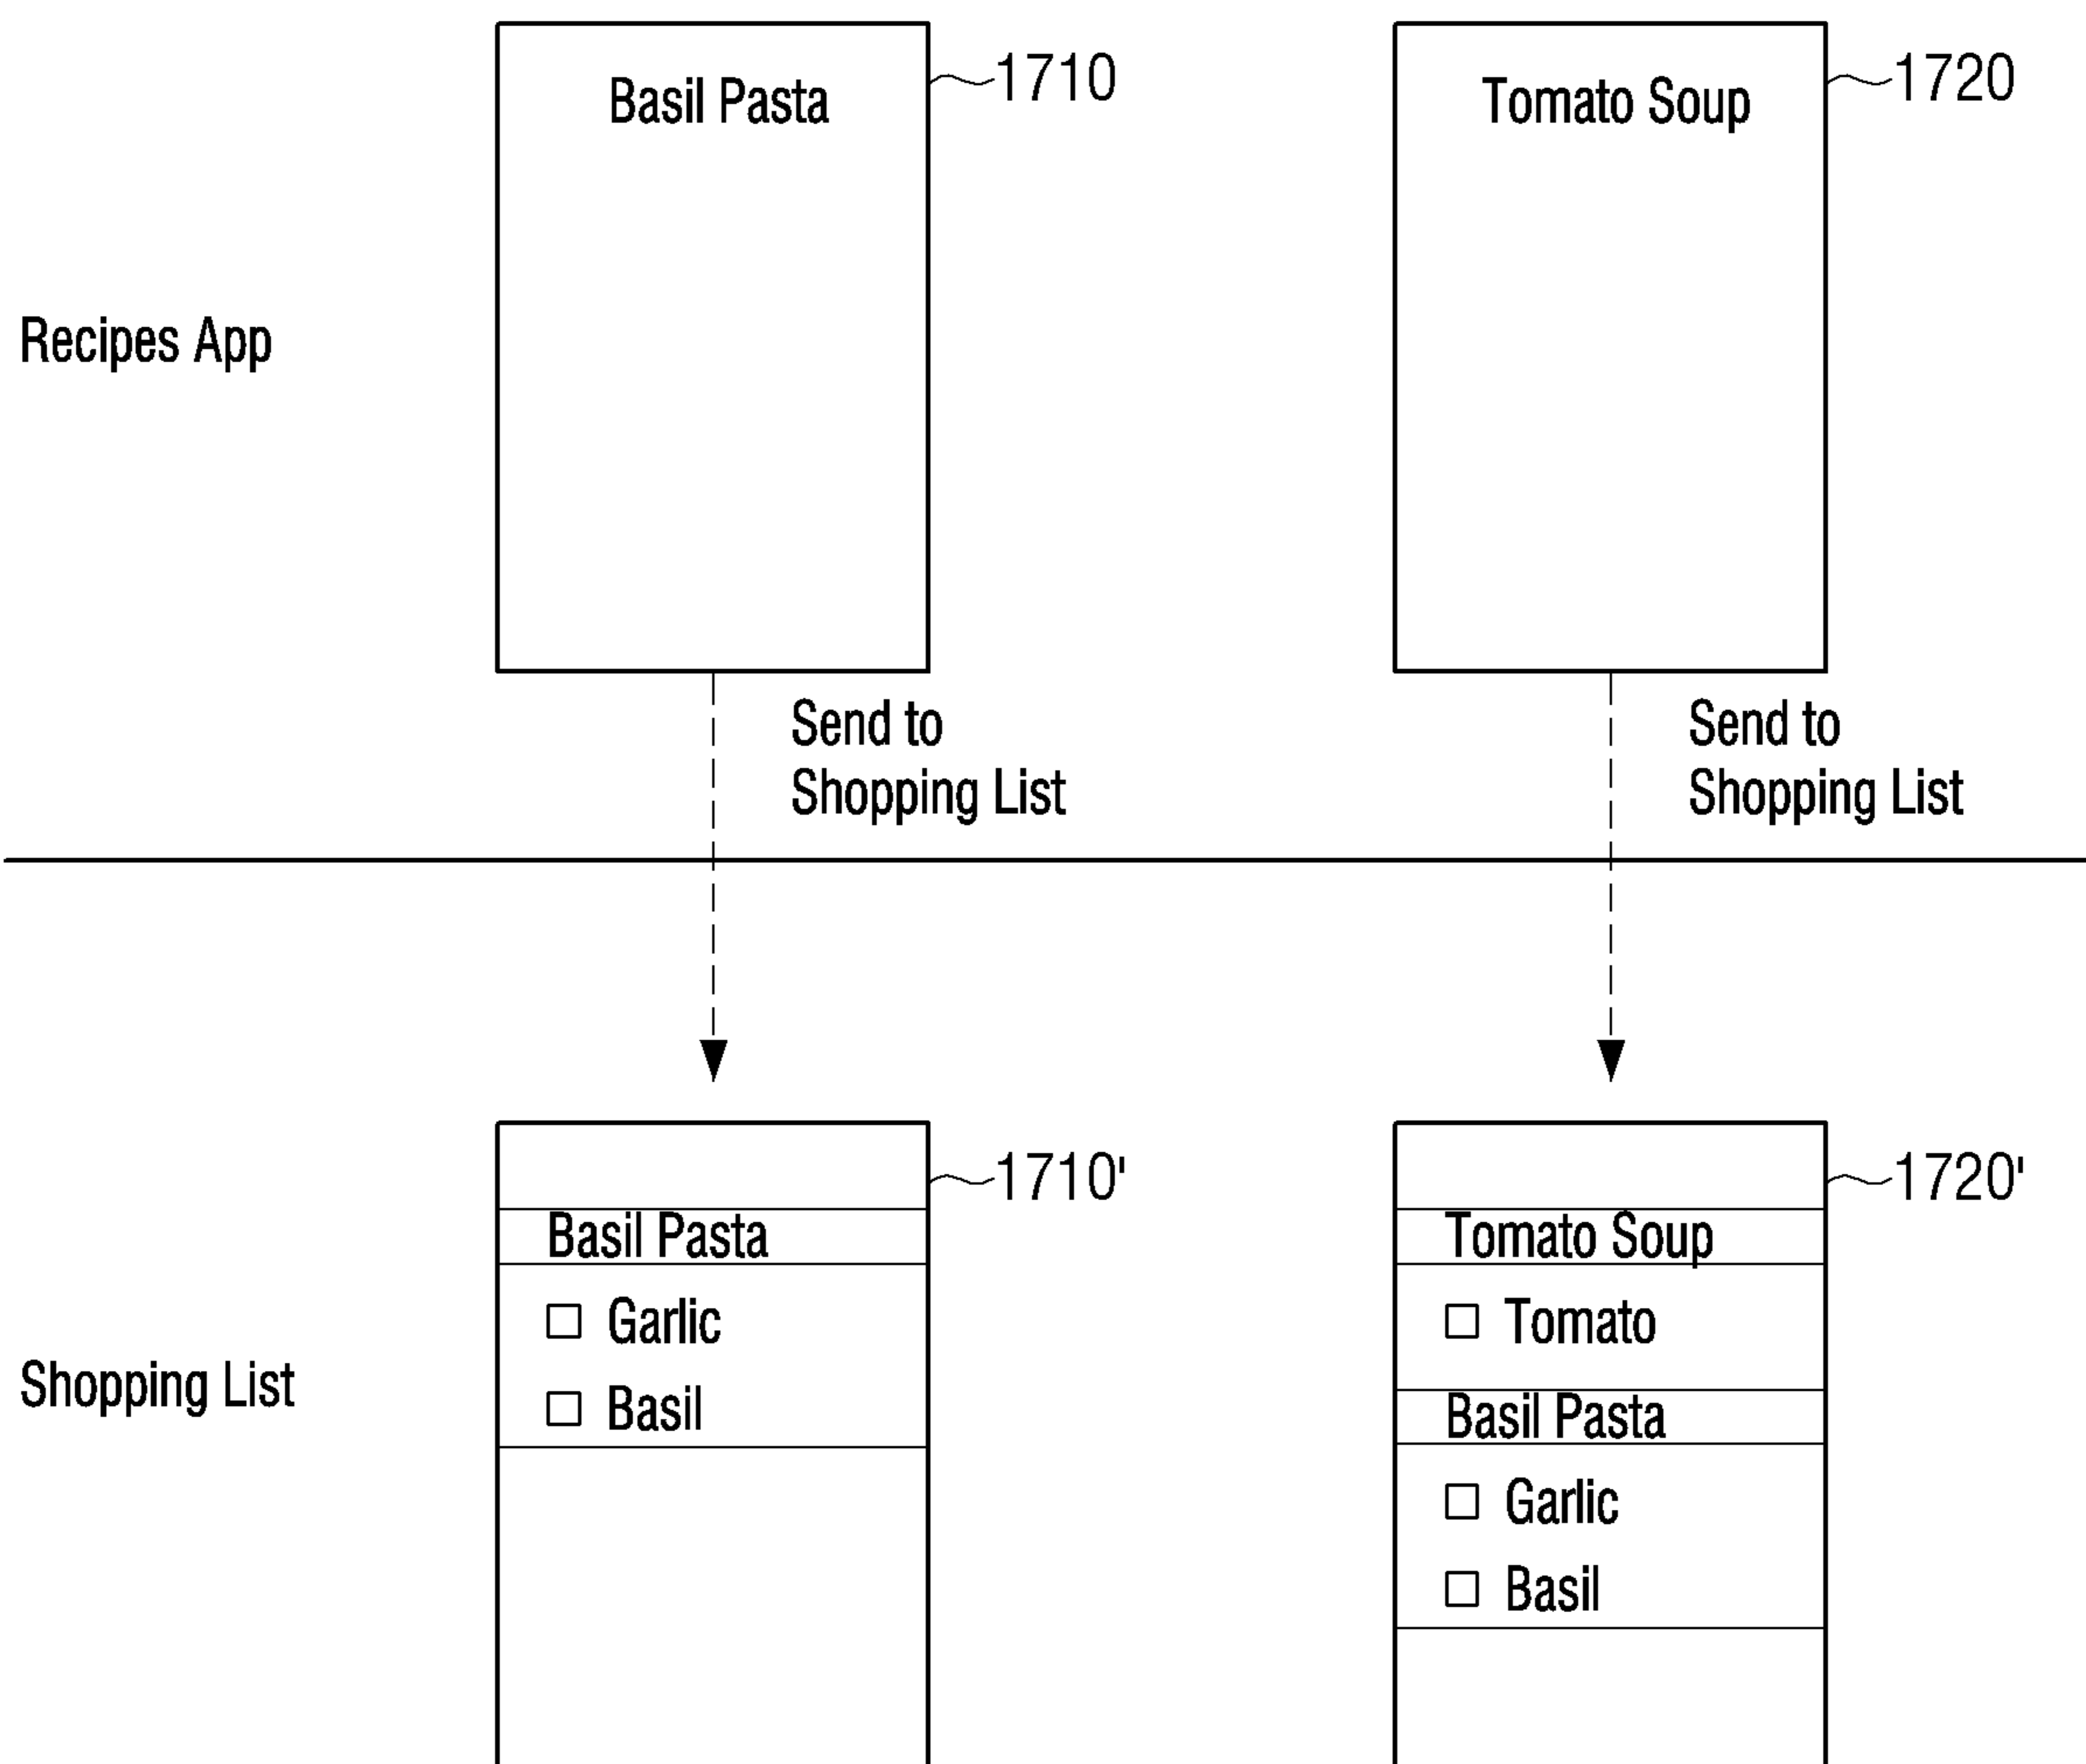 Basil Pasta
1710
Tomato Soup
1720
Recipes App
Send to
Shopping List
Send to
Shopping List
1710'
1720'
Basil Pasta
Garlic
Basil
Tomato Soup
Tomato
Basil Pasta
Garlic
Basil
Shopping List